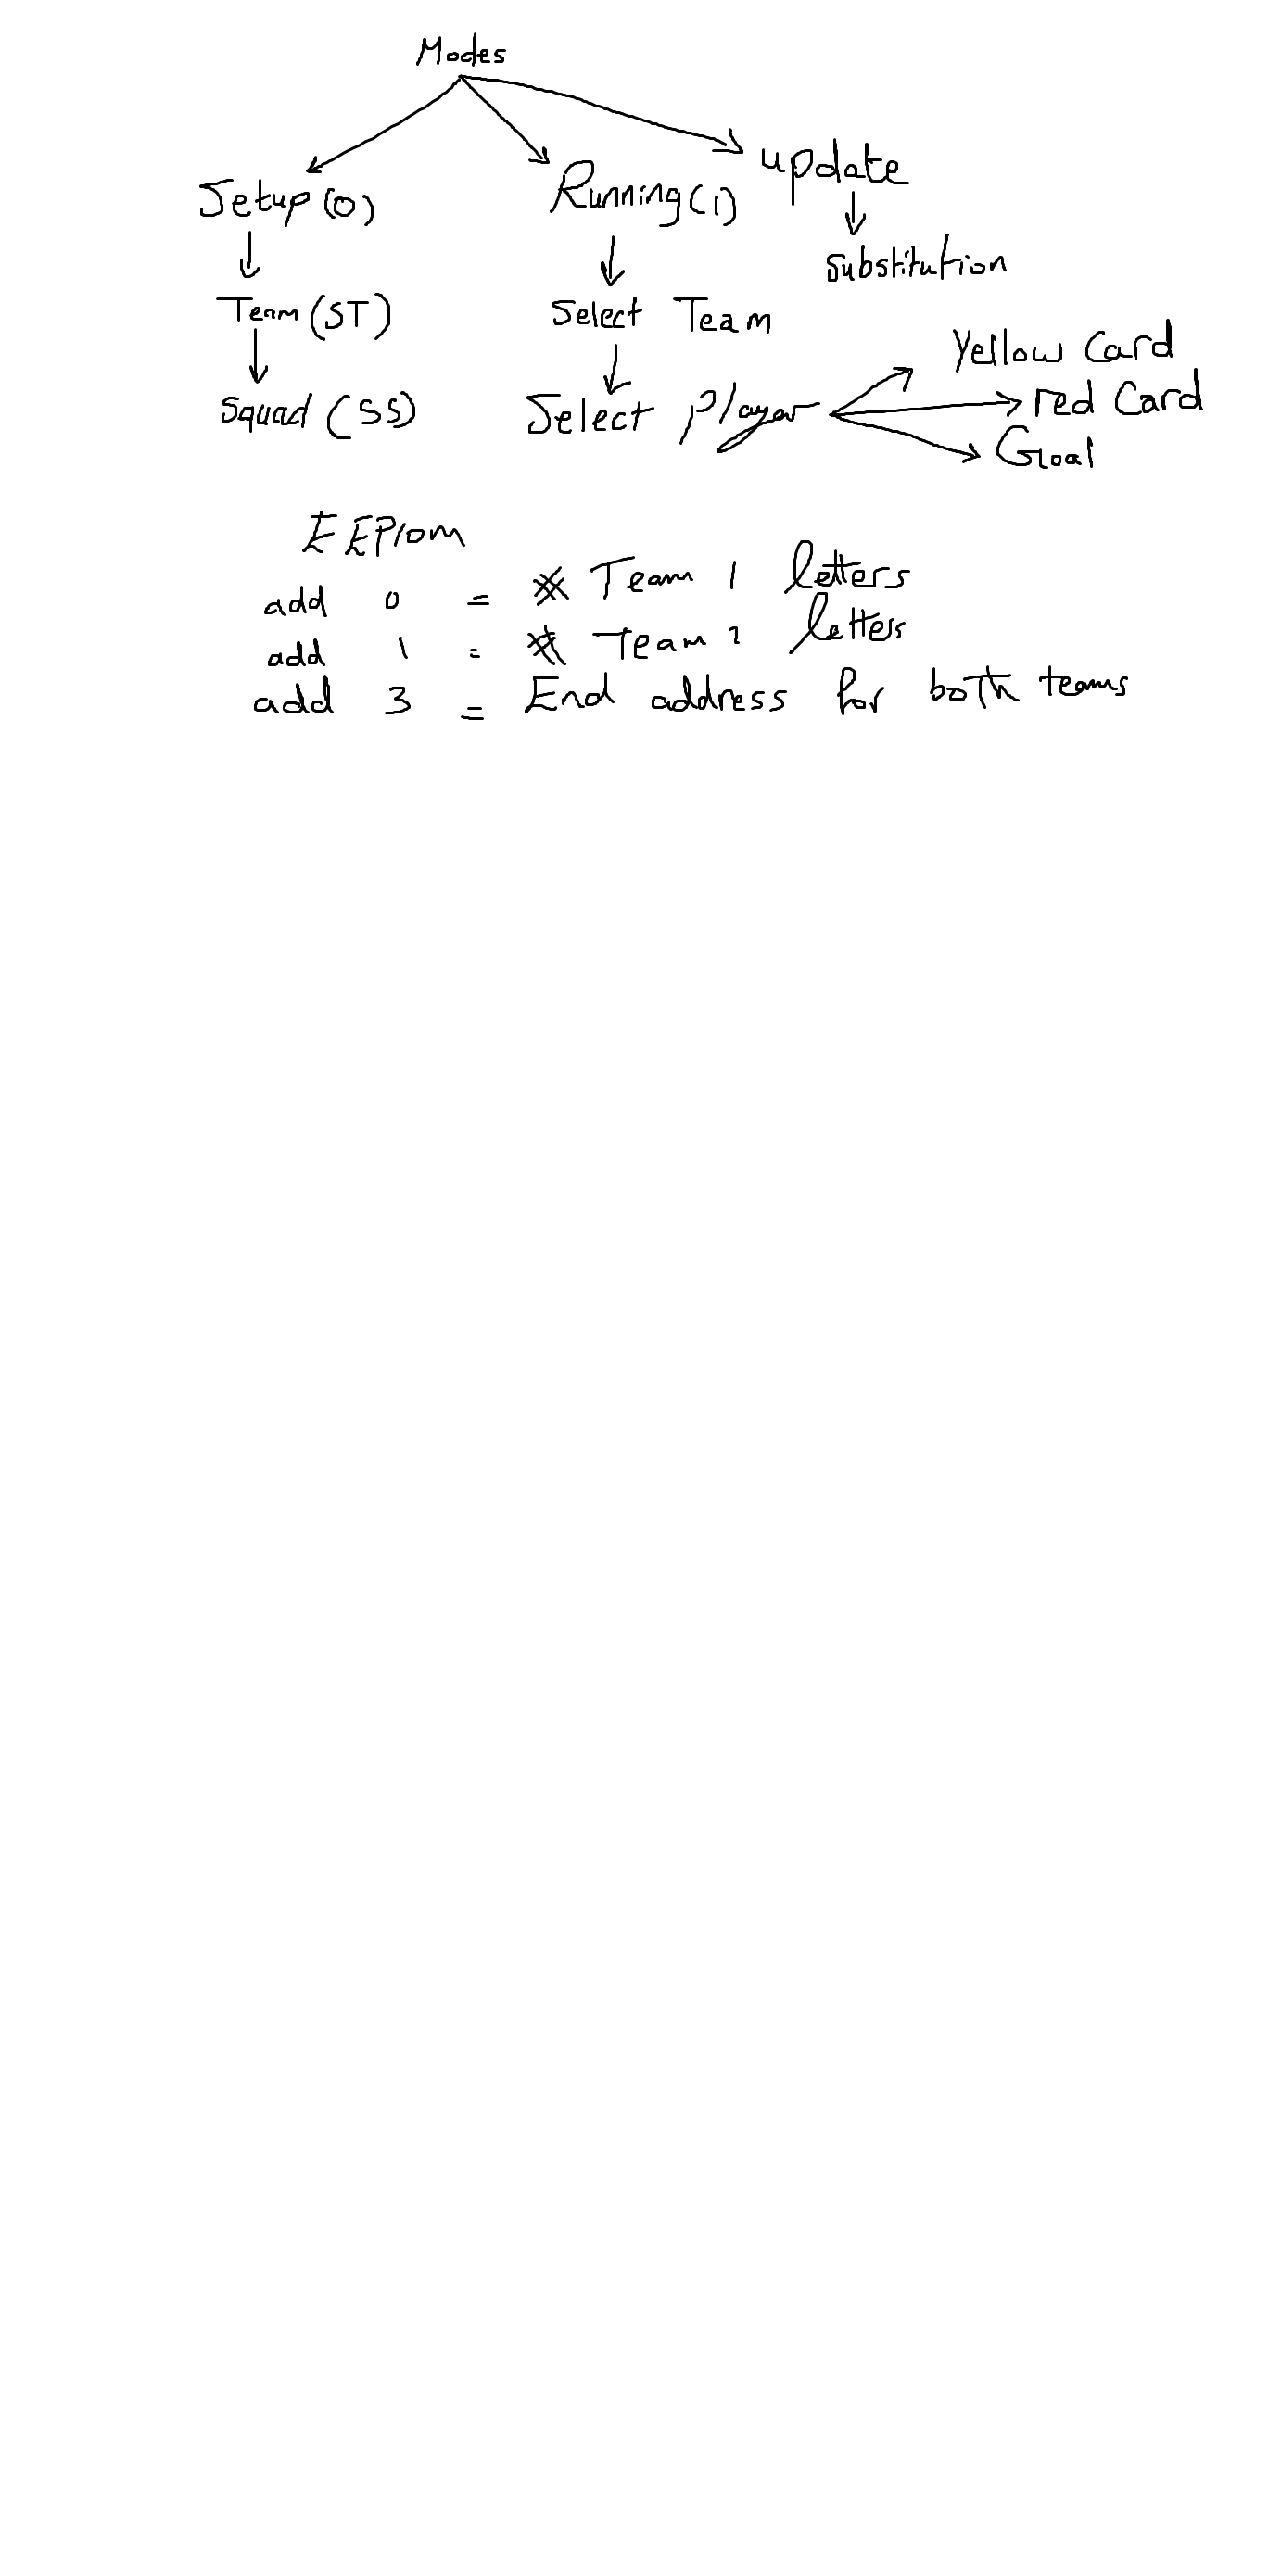 Modes
Setup (0)
Running (1)
update
Team (ST)
Select Team
substitution
Squad (SS)
Select Player
Yellow Card
red Card
Goal
EEProm
add 0 = # Team 1 letters
add 1 = # Team 2 letters
add 3 = End address for both teams